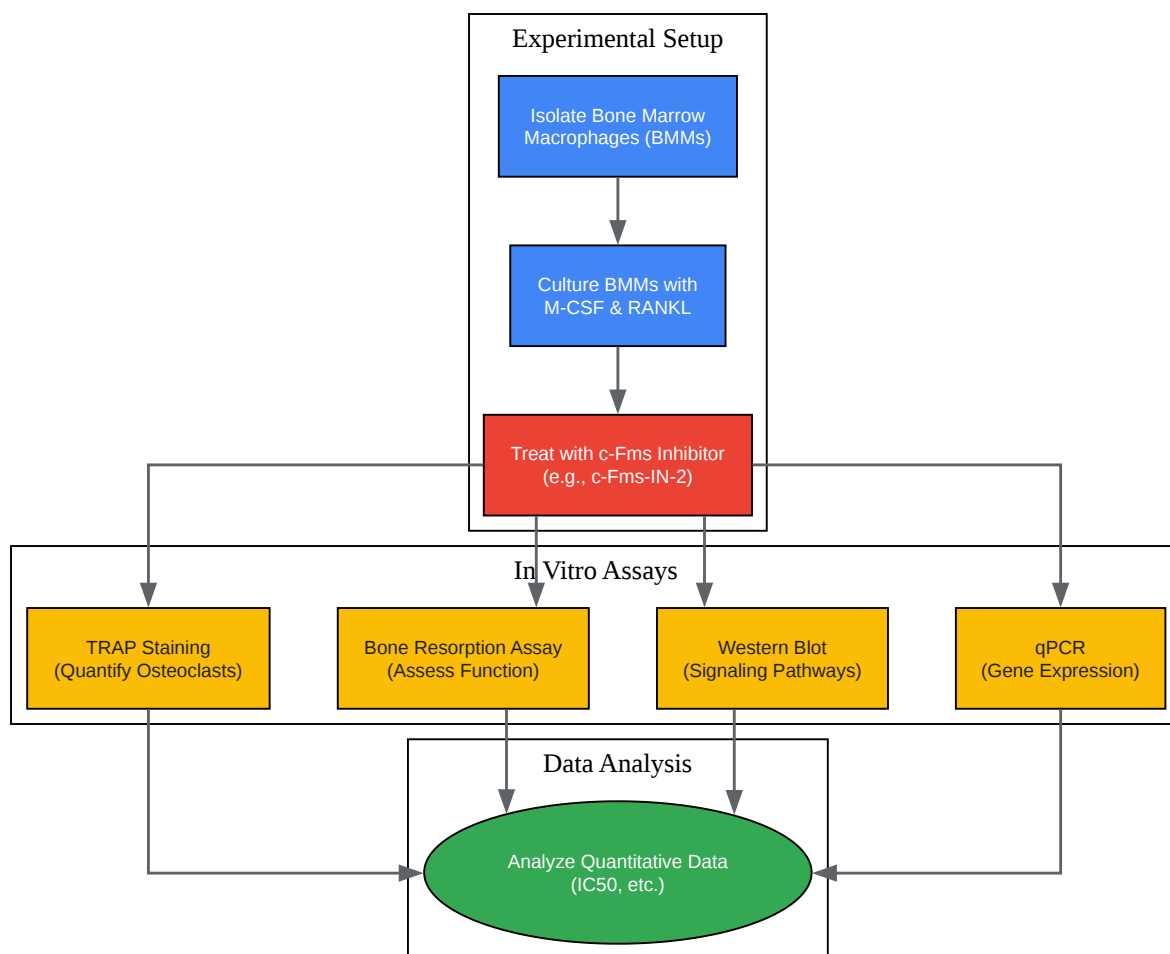 Experimental Setup
Isolate Bone Marrow
Macrophages (BMMs)
Culture BMMs with
M-CSF & RANKL
Treat with c-Fms Inhibitor
(e.g., c-Fms-IN-2)
In Vitro Assays
TRAP Staining
(Quantify Osteoclasts)
Bone Resorption Assay
(Assess Function)
Western Blot
(Signaling Pathways)
qPCR
(Gene Expression)
Data Analysis
Analyze Quantitative Data
(IC50, etc.)